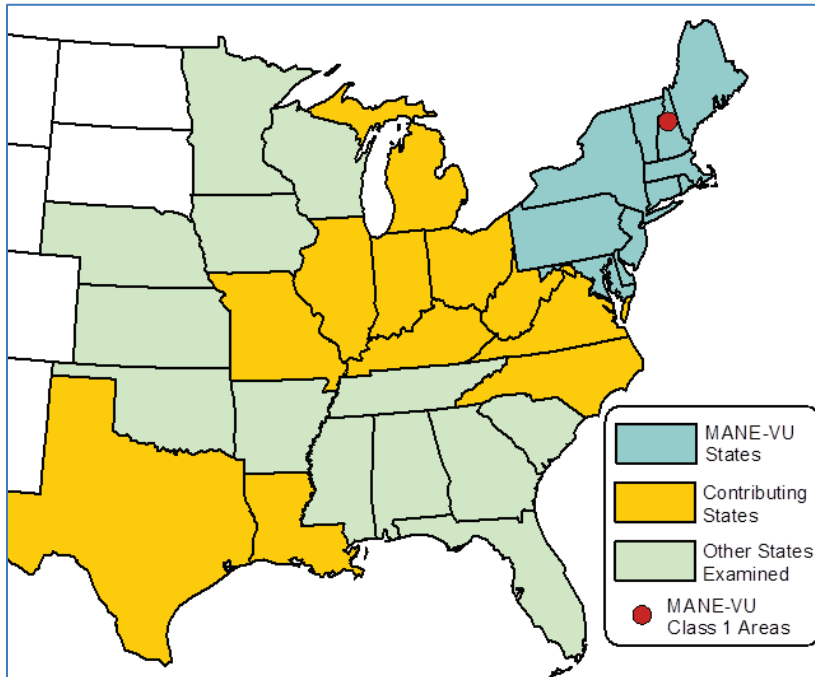 MANE-VU
States
Contributing
States
Other States
Examined
MANE-VU
Class 1 Areas